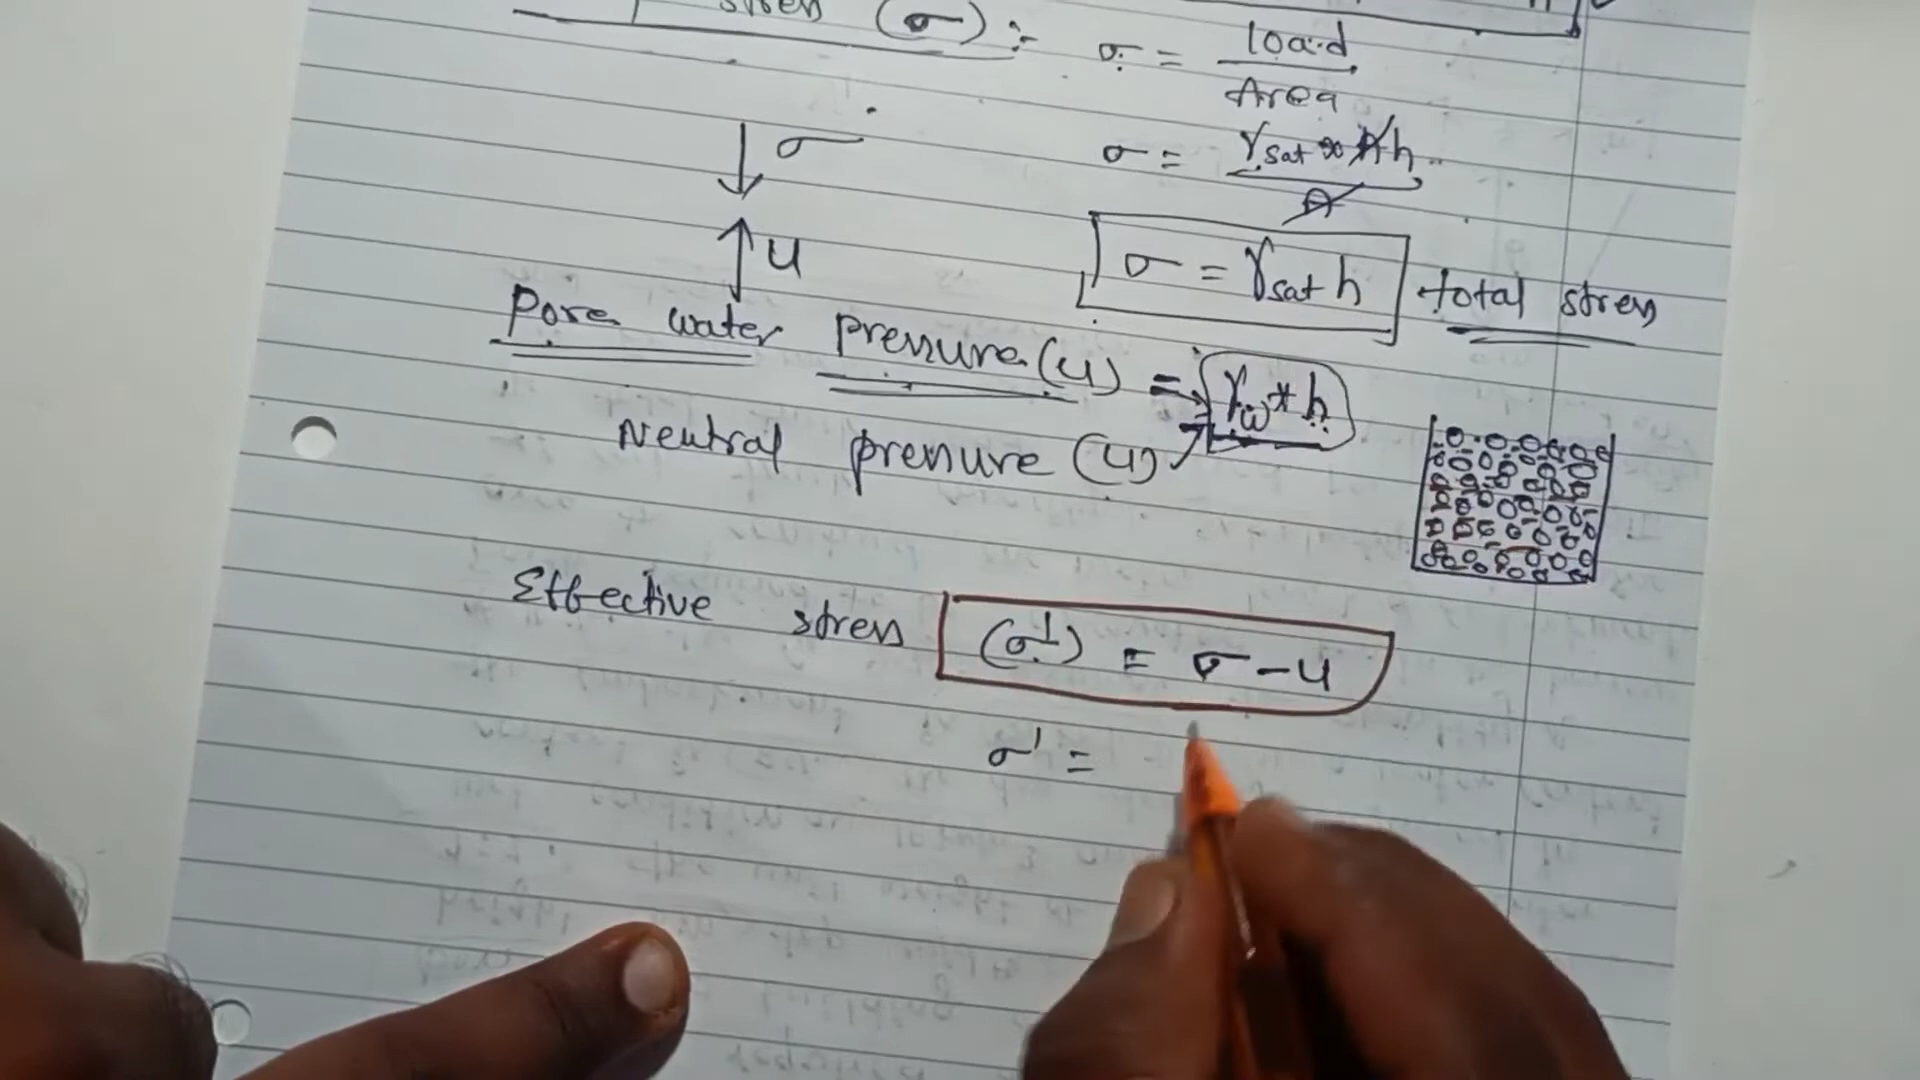 stress (σ) :- σ = load / Area
↓ σ
σ = γsat × A h / A
↑ u
σ = γsat h total stress
Pore water pressure (u) = γw * h
Neutral pressure (u)
Effective stress (σ') = σ - u
σ' =